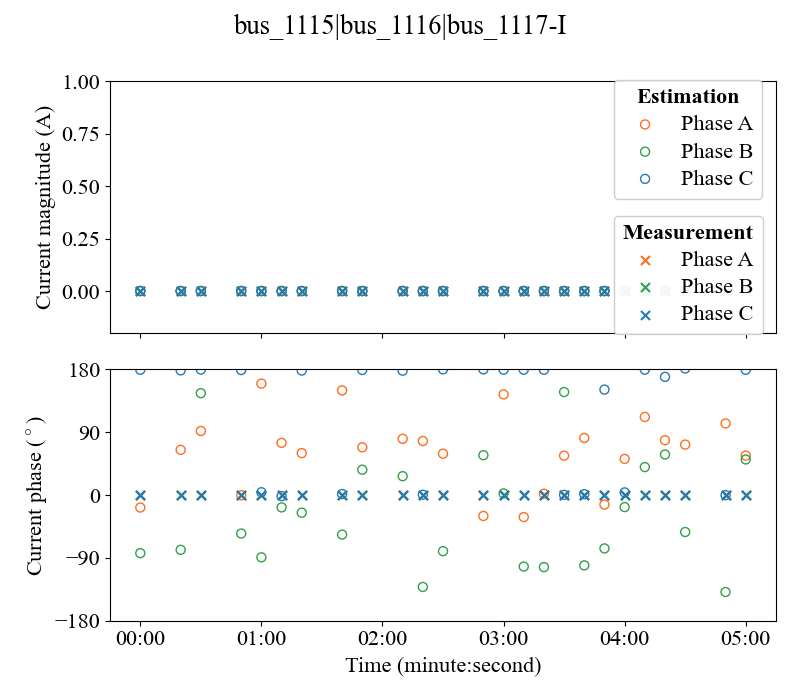 bus_1115|bus_1116|bus_1117-I
Current magnitude (A)
1.00
0.75
0.50
0.25
0.00
Estimation
Phase A
Phase B
Phase C
Measurement
Phase A
Phase B
Phase C
Current phase (°)
180
90
0
−90
−180
00:00 01:00 02:00 03:00 04:00 05:00
Time (minute:second)